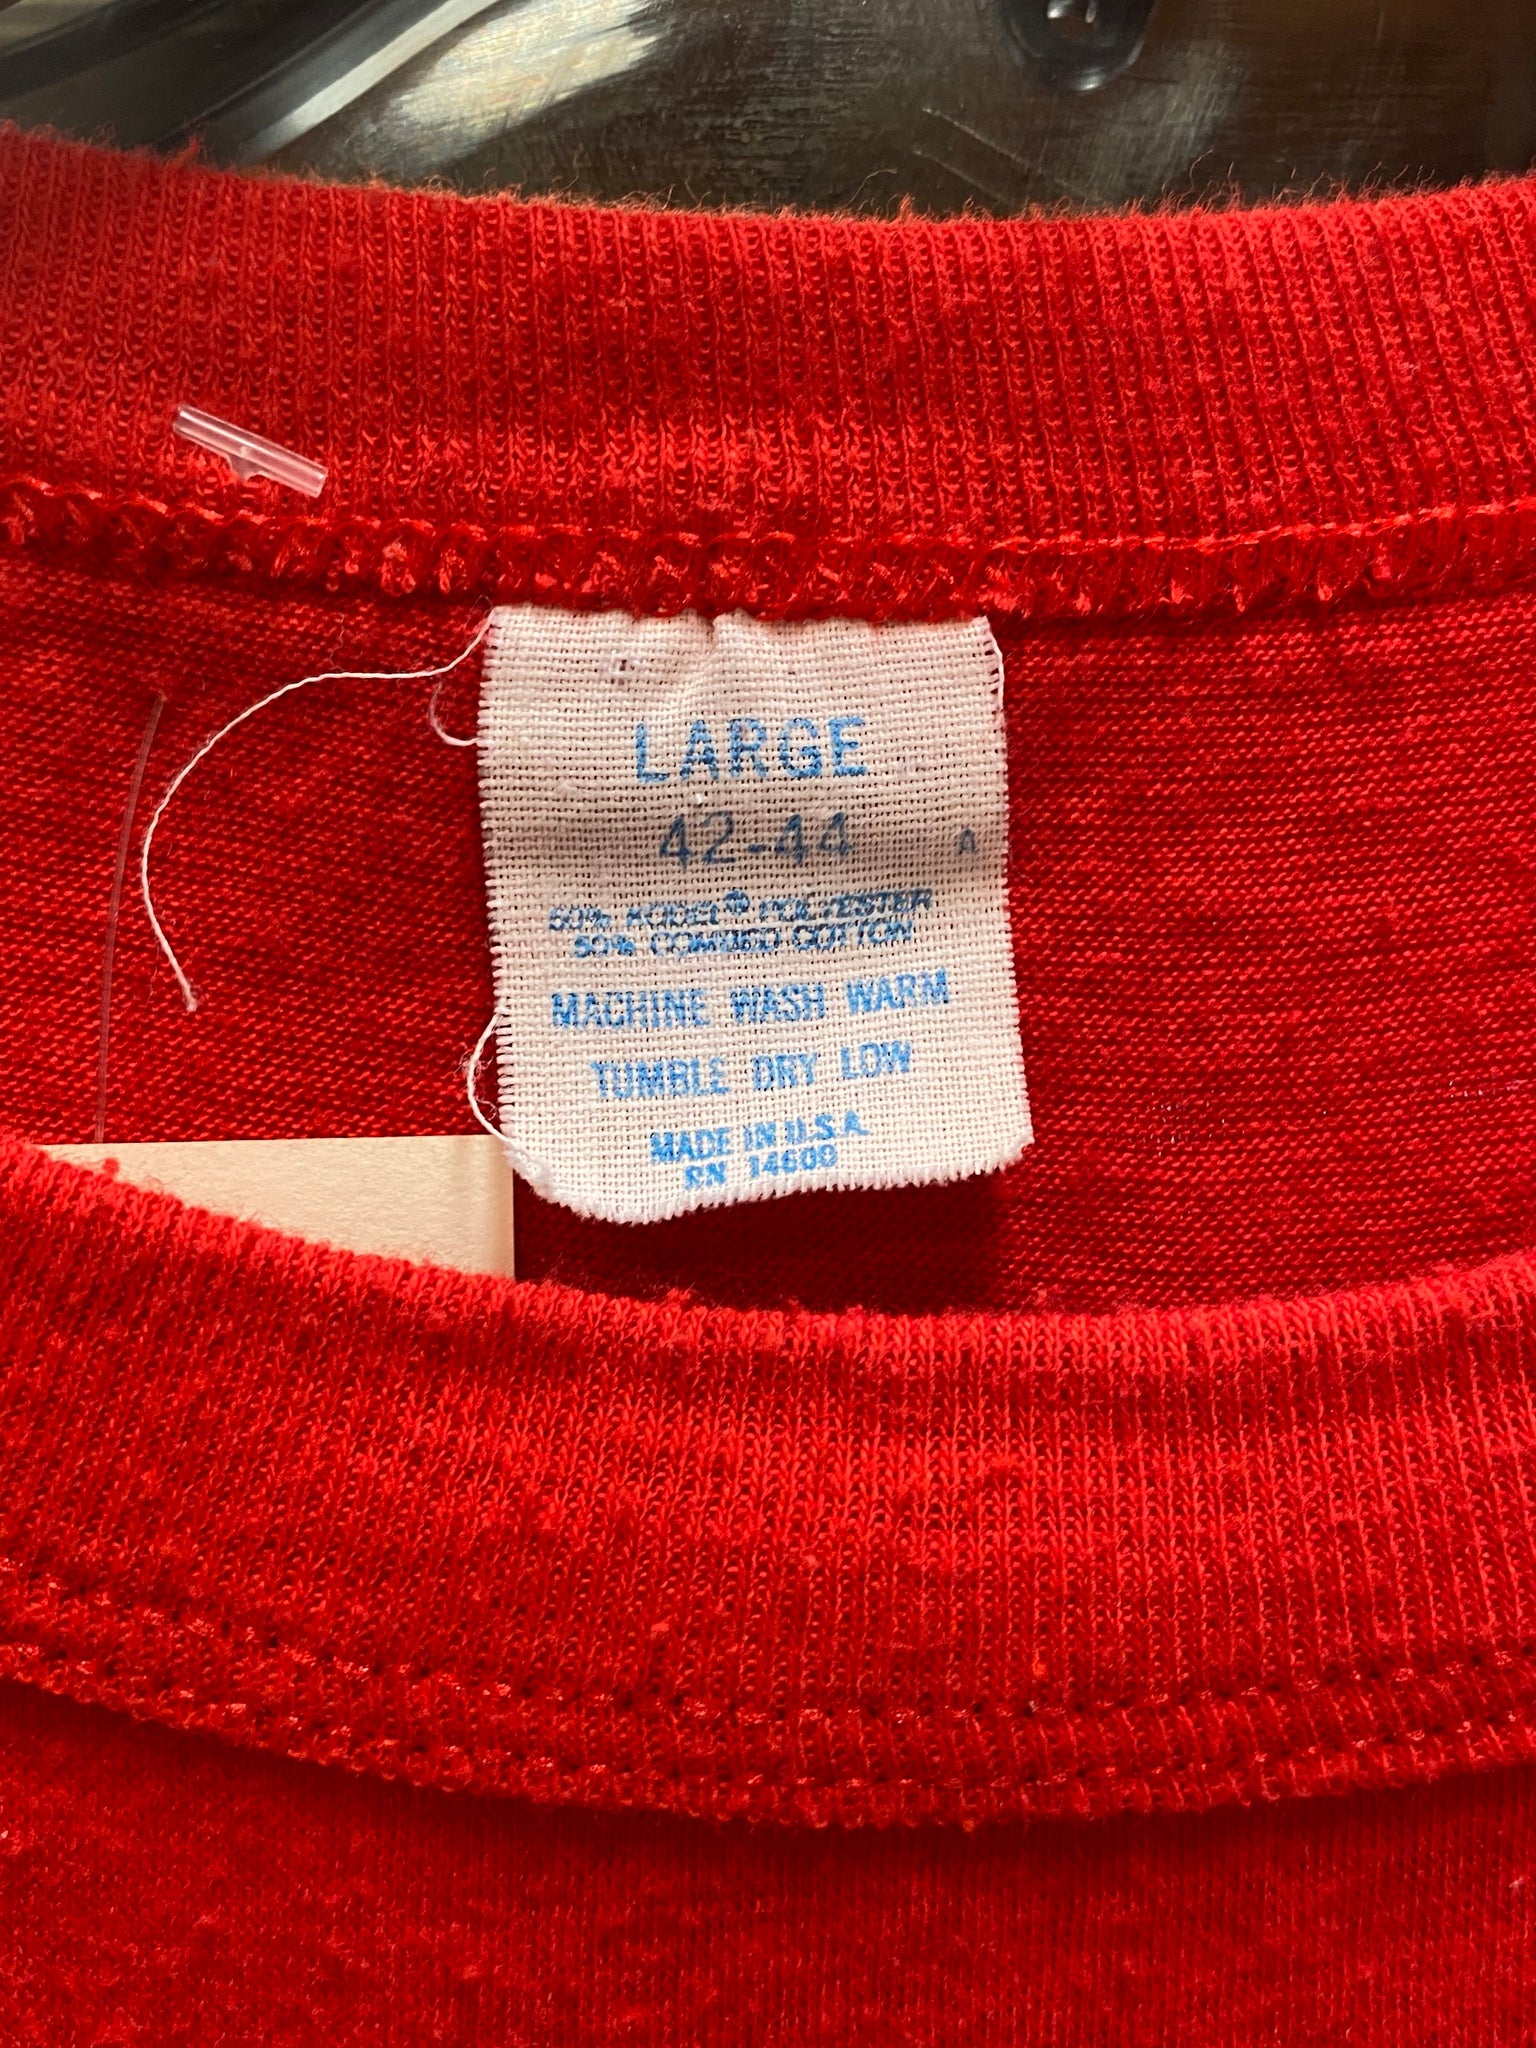 LARGE
42-44 A
50% KODEL® POLYESTER
50% COMBED COTTON
MACHINE WASH WARM
TUMBLE DRY LOW
MADE IN U.S.A.
RN 14600